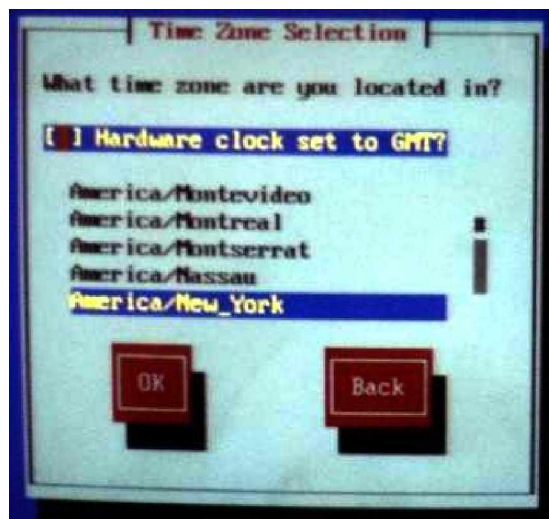 Time Zone Selection
What time zone are you located in?
[ ] Hardware clock set to GMT?
America/Montevideo
America/Montreal
America/Montserrat
America/Nassau
America/New_York
OK Back